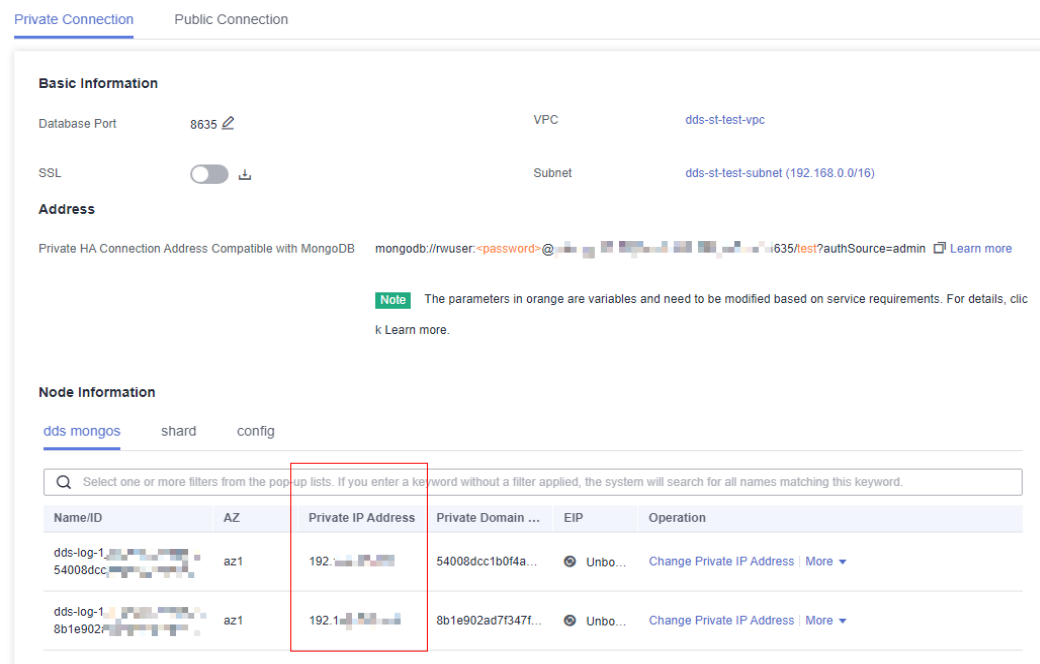 Private Connection Public Connection
Basic Information
Database Port 8635 VPC dds-st-test-vpc
SSL Subnet dds-st-test-subnet (192.168.0.0/16)
Address
Private HA Connection Address Compatible with MongoDB mongodb://rwuser:<password>@ 635/test?authSource=admin Learn more
Note The parameters in orange are variables and need to be modified based on service requirements. For details, clic
k Learn more.
Node Information
dds mongos shard config
Select one or more filters from the pop-up lists. If you enter a keyword without a filter applied, the system will search for all names matching this keyword.
Name/ID AZ Private IP Address Private Domain ... EIP Operation
dds-log-1
54008dcc az1 192. 54008dcc1b0f4a... Unbo... Change Private IP Address More
dds-log-1
8b1e902 az1 192.1 8b1e902ad7f347f... Unbo... Change Private IP Address More